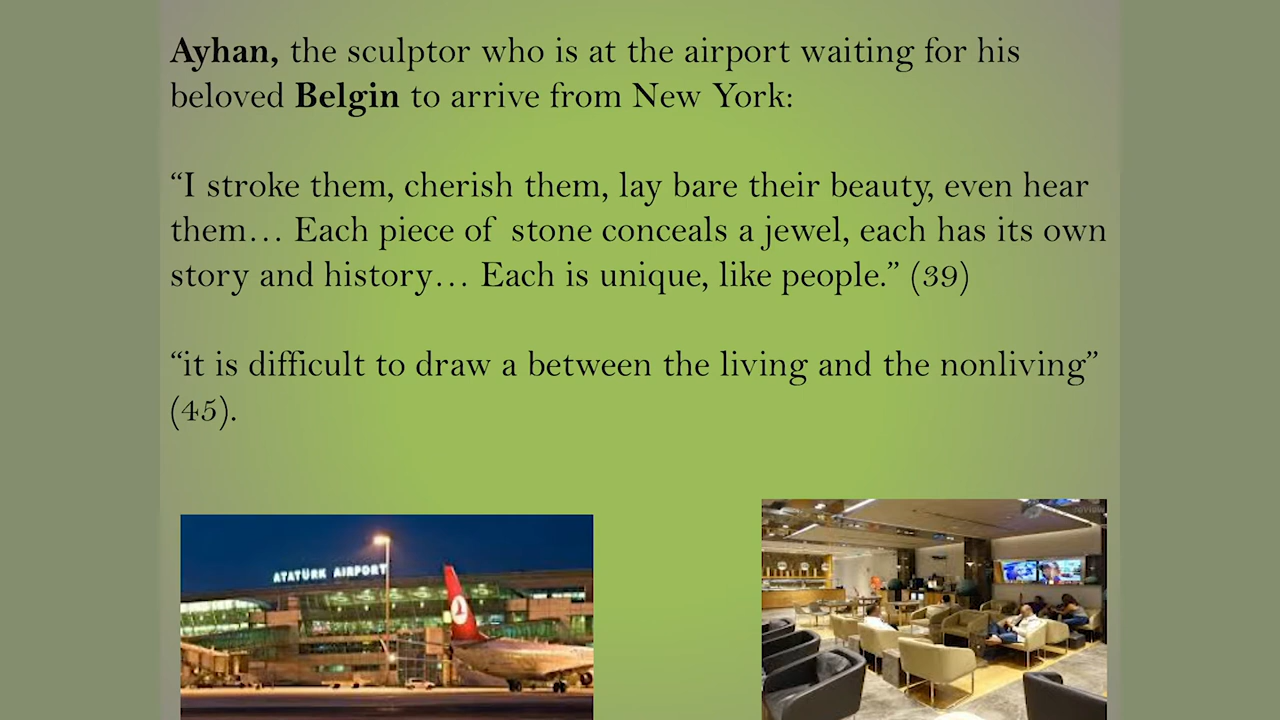 Ayhan, the sculptor who is at the airport waiting for his
beloved Belgin to arrive from New York:
“I stroke them, cherish them, lay bare their beauty, even hear
them… Each piece of stone conceals a jewel, each has its own
story and history… Each is unique, like people.” (39)
“it is difficult to draw a between the living and the nonliving”
(45).
ATATÜRK AIRPORT